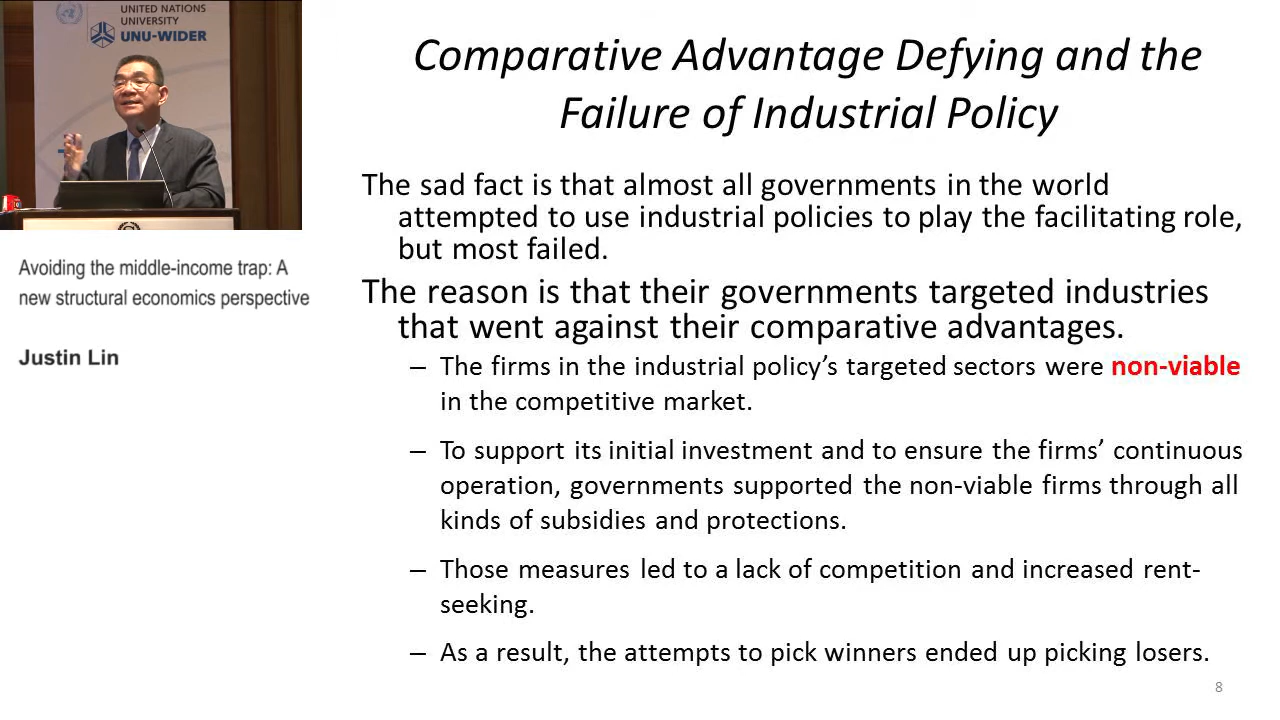 UNITED NATIONS
UNIVERSITY
UNU-WIDER
Avoiding the middle-income trap: A
new structural economics perspective
Justin Lin
Comparative Advantage Defying and the
Failure of Industrial Policy
The sad fact is that almost all governments in the world
attempted to use industrial policies to play the facilitating role,
but most failed.
The reason is that their governments targeted industries
that went against their comparative advantages.
– The firms in the industrial policy’s targeted sectors were non-viable
in the competitive market.
– To support its initial investment and to ensure the firms’ continuous
operation, governments supported the non-viable firms through all
kinds of subsidies and protections.
– Those measures led to a lack of competition and increased rent-
seeking.
– As a result, the attempts to pick winners ended up picking losers.
8